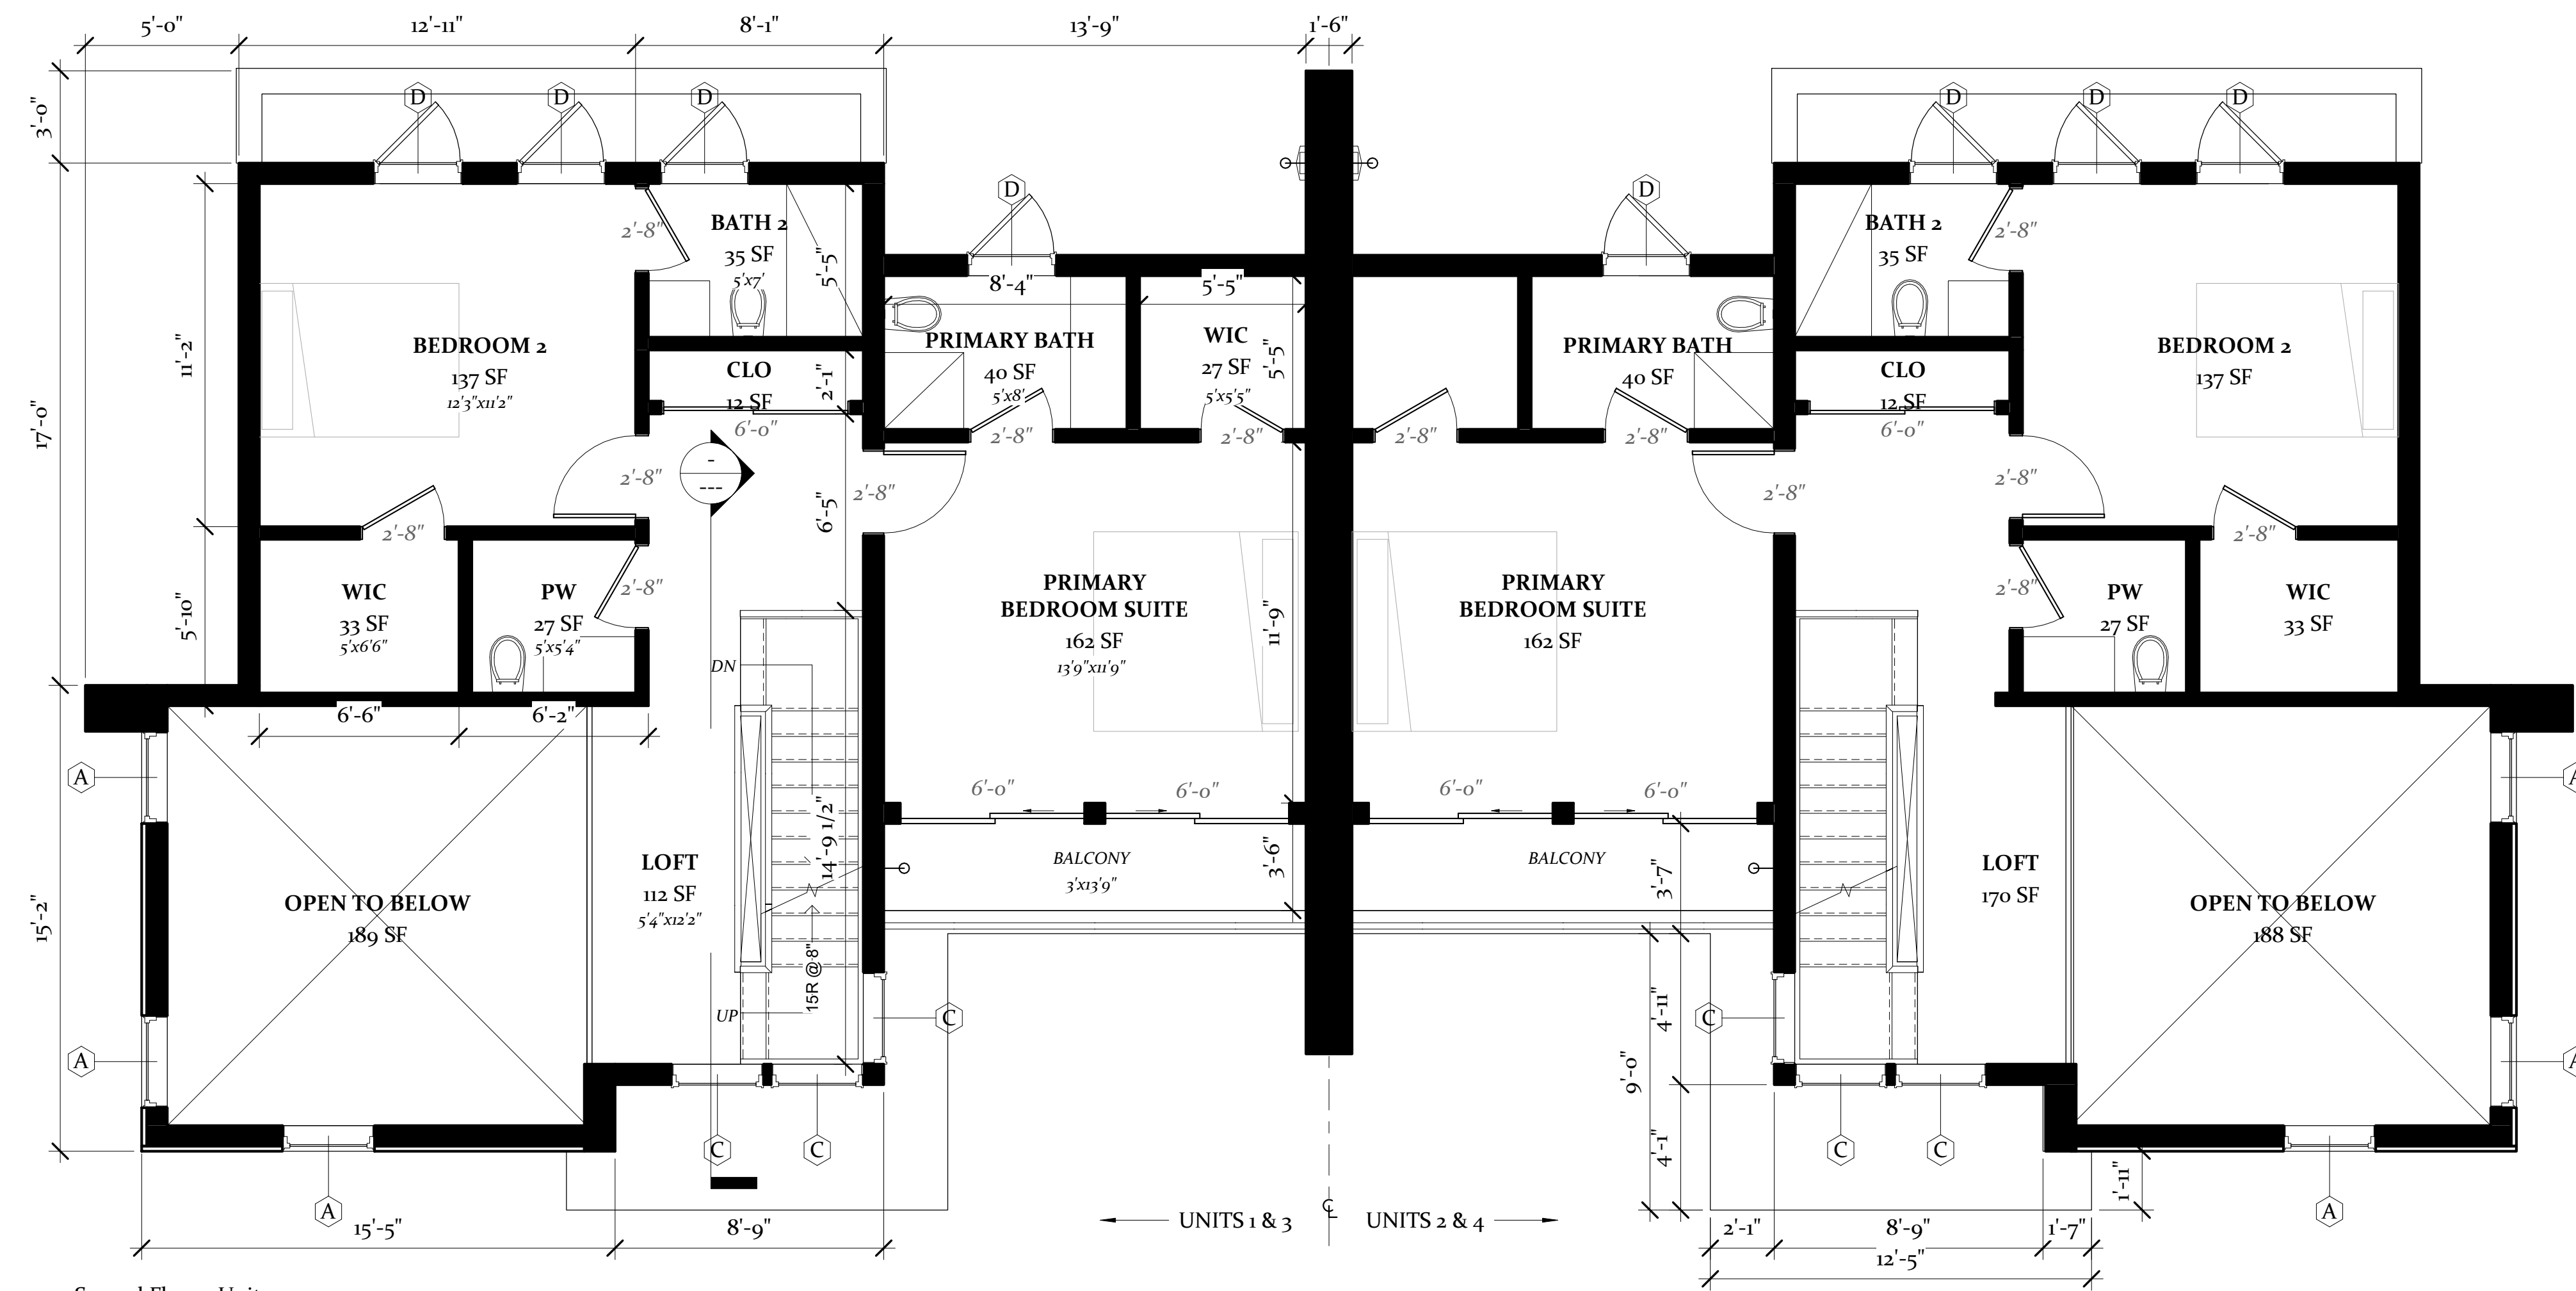 5'-0" 12'-11" 8'-1" 13'-9" 1'-6"
3'-0"
D D D D D D D D
BATH 2
35 SF
5'x7'
2'-8"
5'-5"
8'-4" 5'-5"
BEDROOM 2
137 SF
12'3"x11'2"
11'-2"
17'-0"
CLO
12 SF
2'-1"
6'-0"
PRIMARY BATH
40 SF
5'x8'
2'-8"
WIC
27 SF
5'x5'5"
5'-5"
2'-8"
-
---
2'-8"
2'-8"
6'-5"
2'-8"
WIC
33 SF
5'x6'6"
PW
27 SF
5'x5'4"
2'-8"
5'-10"
6'-6" 6'-2"
PRIMARY
BEDROOM SUITE
162 SF
13'9"x11'9"
11'-9"
DN
A
6'-0" 6'-0"
14'-9 1/2"
LOFT
112 SF
5'4"x12'2"
OPEN TO BELOW
189 SF
15'-2"
BALCONY
3'x13'9"
3'-6"
15R @ 8"
UP
C
A
C C
A
15'-5" 8'-9"
UNITS 1 & 3
℄
UNITS 2 & 4
PRIMARY BATH
40 SF
2'-8" 2'-8"
BATH 2
35 SF
2'-8"
CLO
12 SF
6'-0"
BEDROOM 2
137 SF
2'-8"
2'-8"
2'-8"
2'-8"
PW
27 SF
WIC
33 SF
PRIMARY
BEDROOM SUITE
162 SF
6'-0" 6'-0"
BALCONY
3'-7"
LOFT
170 SF
OPEN TO BELOW
188 SF
C
4'-11"
9'-0"
4'-1"
C C
A
1'-11"
2'-1" 8'-9" 1'-7"
12'-5"